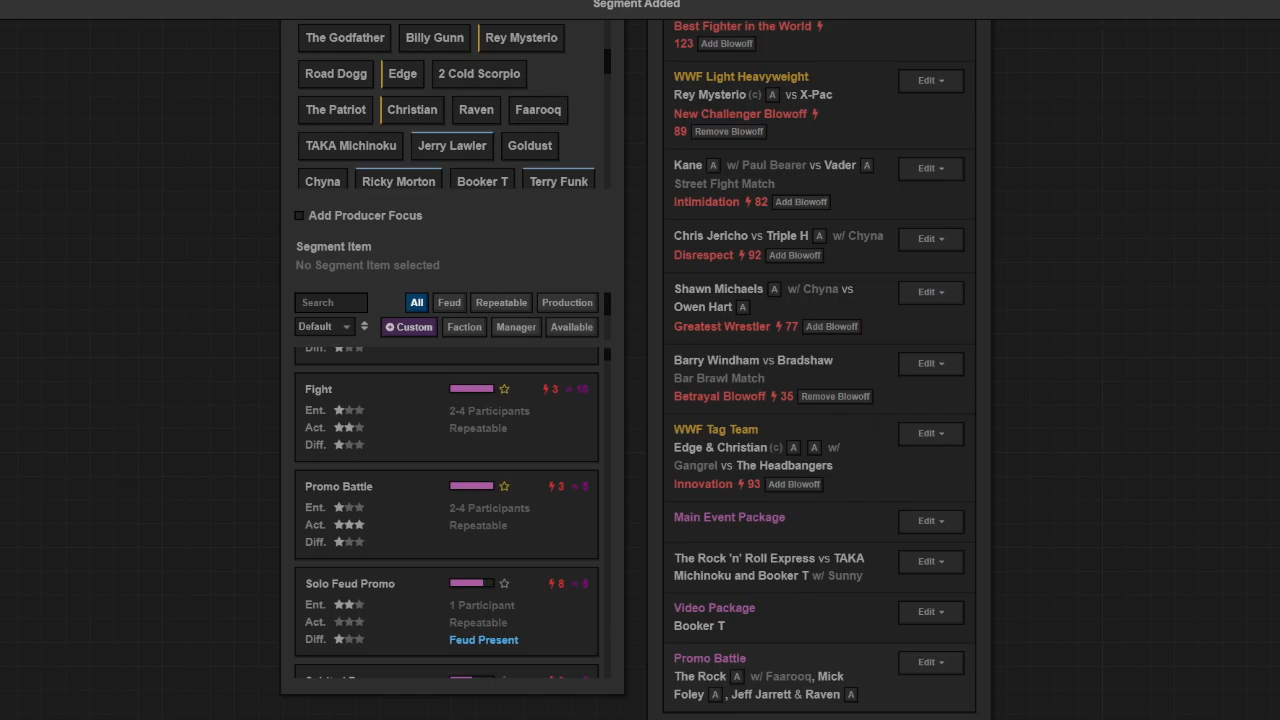 Segment Added
The Godfather Billy Gunn Rey Mysterio
Road Dogg Edge 2 Cold Scorpio
The Patriot Christian Raven Faarooq
TAKA Michinoku Jerry Lawler Goldust
Chyna Ricky Morton Booker T Terry Funk
Add Producer Focus
Segment Item
No Segment Item selected
Search All Feud Repeatable Production
Default Custom Faction Manager Available
Diff.
Fight 3 10
Ent. 2-4 Participants
Act. Repeatable
Diff.
Promo Battle 3
Ent. 2-4 Participants
Act. Repeatable
Diff.
Solo Feud Promo 8
Ent. 1 Participant
Act. Repeatable
Diff. Feud Present
Best Fighter in the World
123 Add Blowoff
WWF Light Heavyweight Edit
Rey Mysterio (c) A vs X-Pac
New Challenger Blowoff
89 Remove Blowoff
Kane A w/ Paul Bearer vs Vader A Edit
Street Fight Match
Intimidation 82 Add Blowoff
Chris Jericho vs Triple H A w/ Chyna Edit
Disrespect 92 Add Blowoff
Shawn Michaels A w/ Chyna vs Edit
Owen Hart A
Greatest Wrestler 77 Add Blowoff
Barry Windham vs Bradshaw Edit
Bar Brawl Match
Betrayal Blowoff 35 Remove Blowoff
WWF Tag Team Edit
Edge & Christian (c) A A w/
Gangrel vs The Headbangers
Innovation 93 Add Blowoff
Main Event Package Edit
The Rock 'n' Roll Express vs TAKA Edit
Michinoku and Booker T w/ Sunny
Video Package Edit
Booker T
Promo Battle Edit
The Rock A w/ Faarooq, Mick
Foley A , Jeff Jarrett & Raven A